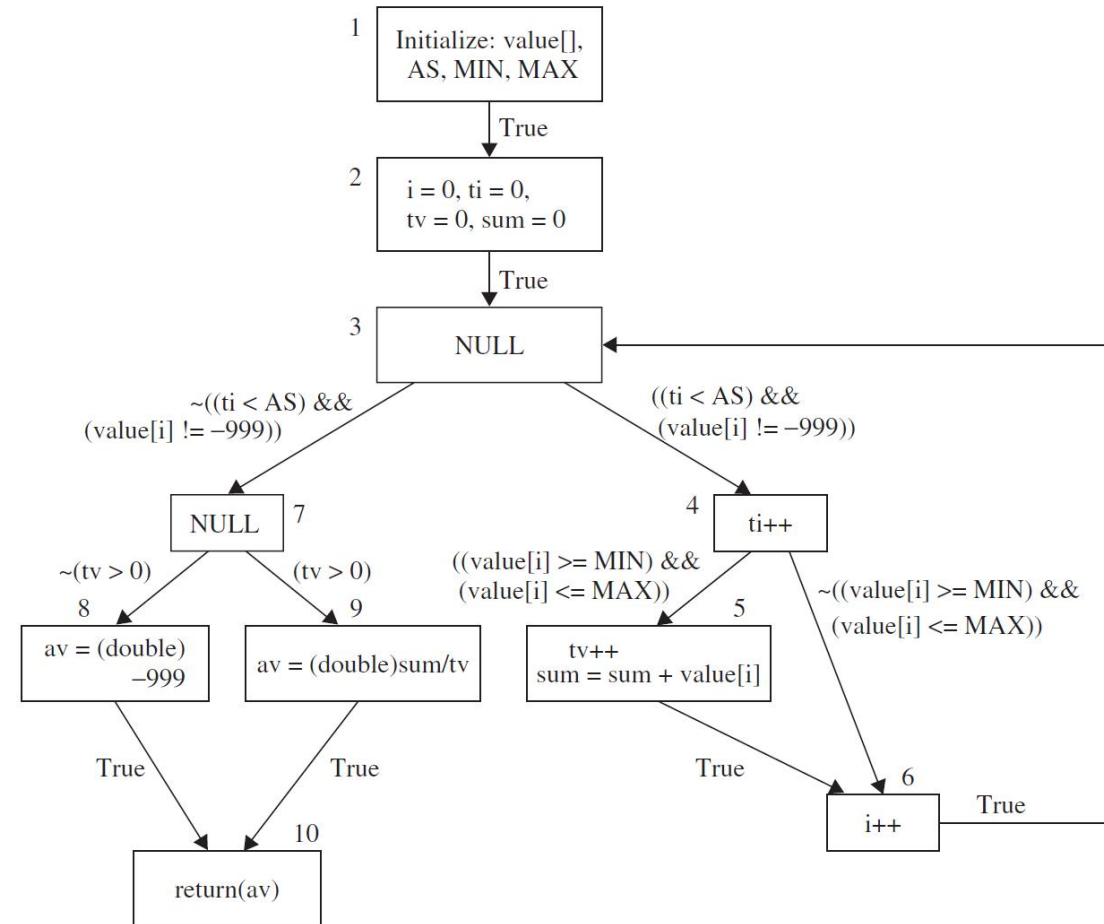 1
Initialize: value[],
AS, MIN, MAX
True
2
i = 0, ti = 0,
tv = 0, sum = 0
True
3
NULL
~((ti < AS) &&
(value[i] != −999))
((ti < AS) &&
(value[i] != −999))
NULL
7
4
ti++
~(tv > 0)
(tv > 0)
((value[i] >= MIN) &&
(value[i] <= MAX))
~((value[i] >= MIN) &&
(value[i] <= MAX))
8
9
5
av = (double)
−999
av = (double)sum/tv
tv++
sum = sum + value[i]
True
True
True
6
i++
True
10
return(av)